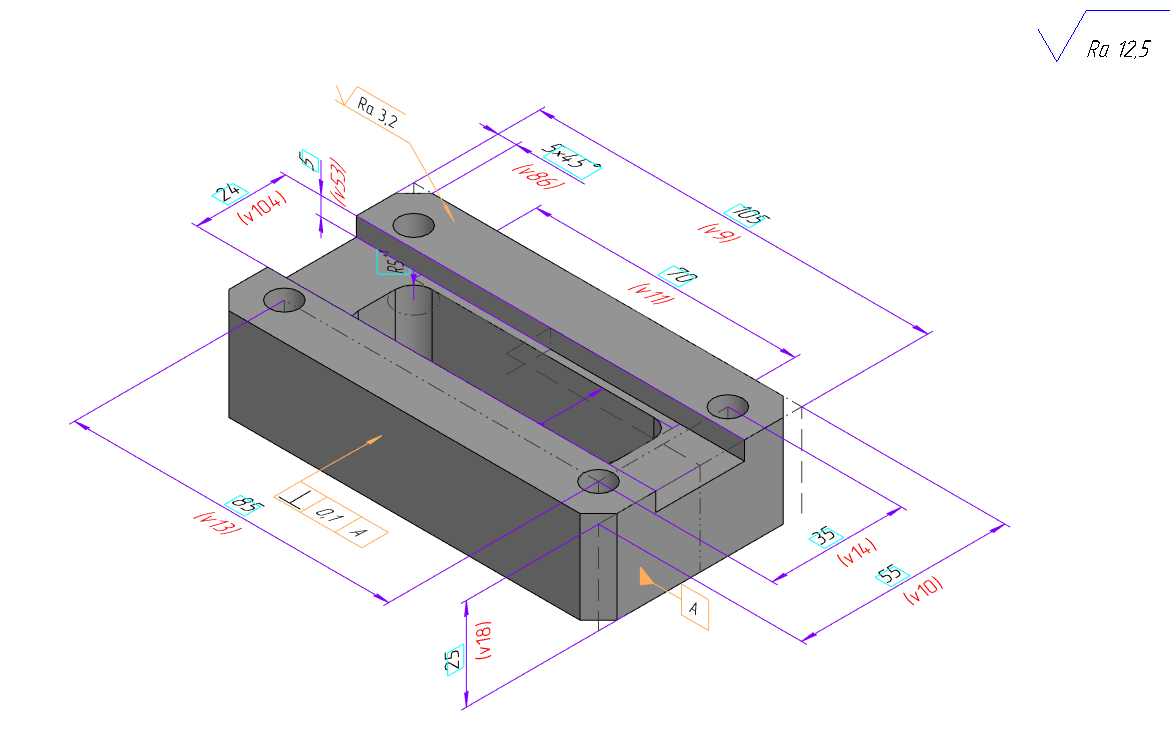 Ra 12,5
Ra 3,2
5x45°
(v86)
5
(v53)
24
(v104)
105
(v9)
70
(v11)
R5
85
(v13)
0,1 A
35
(v14)
55
(v10)
A
25
(v18)